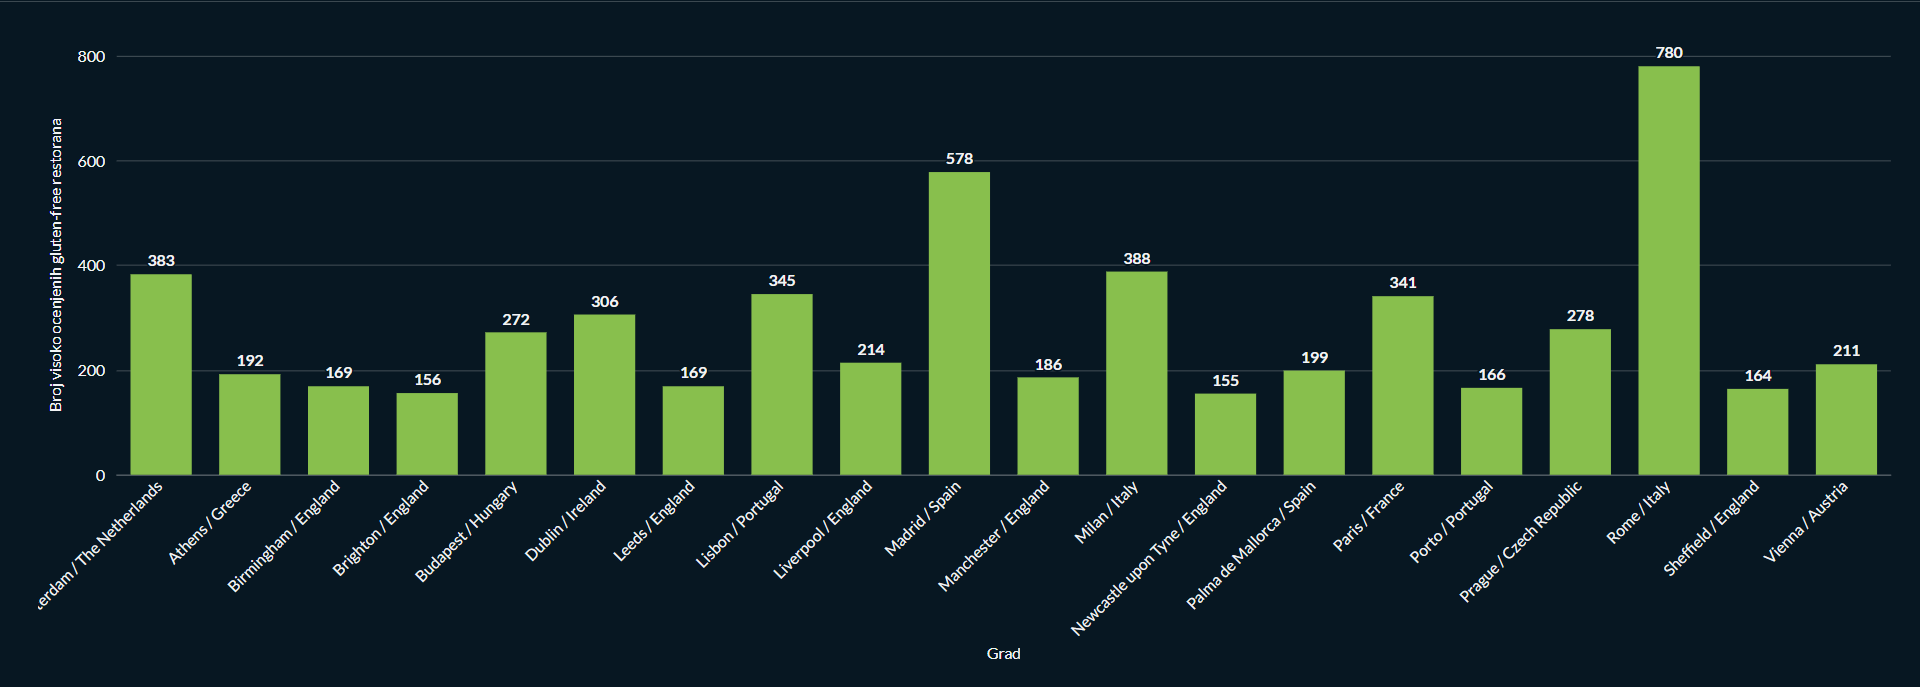 Broj visoko ocenjenih gluten-free restorana
800
600
400
200
0
383
192
169
156
272
306
169
345
214
578
186
388
155
199
341
166
278
780
164
211
erdam / The Netherlands
Athens / Greece
Birmingham / England
Brighton / England
Budapest / Hungary
Dublin / Ireland
Leeds / England
Lisbon / Portugal
Liverpool / England
Madrid / Spain
Manchester / England
Milan / Italy
Newcastle upon Tyne / England
Palma de Mallorca / Spain
Paris / France
Porto / Portugal
Prague / Czech Republic
Rome / Italy
Sheffield / England
Vienna / Austria
Grad